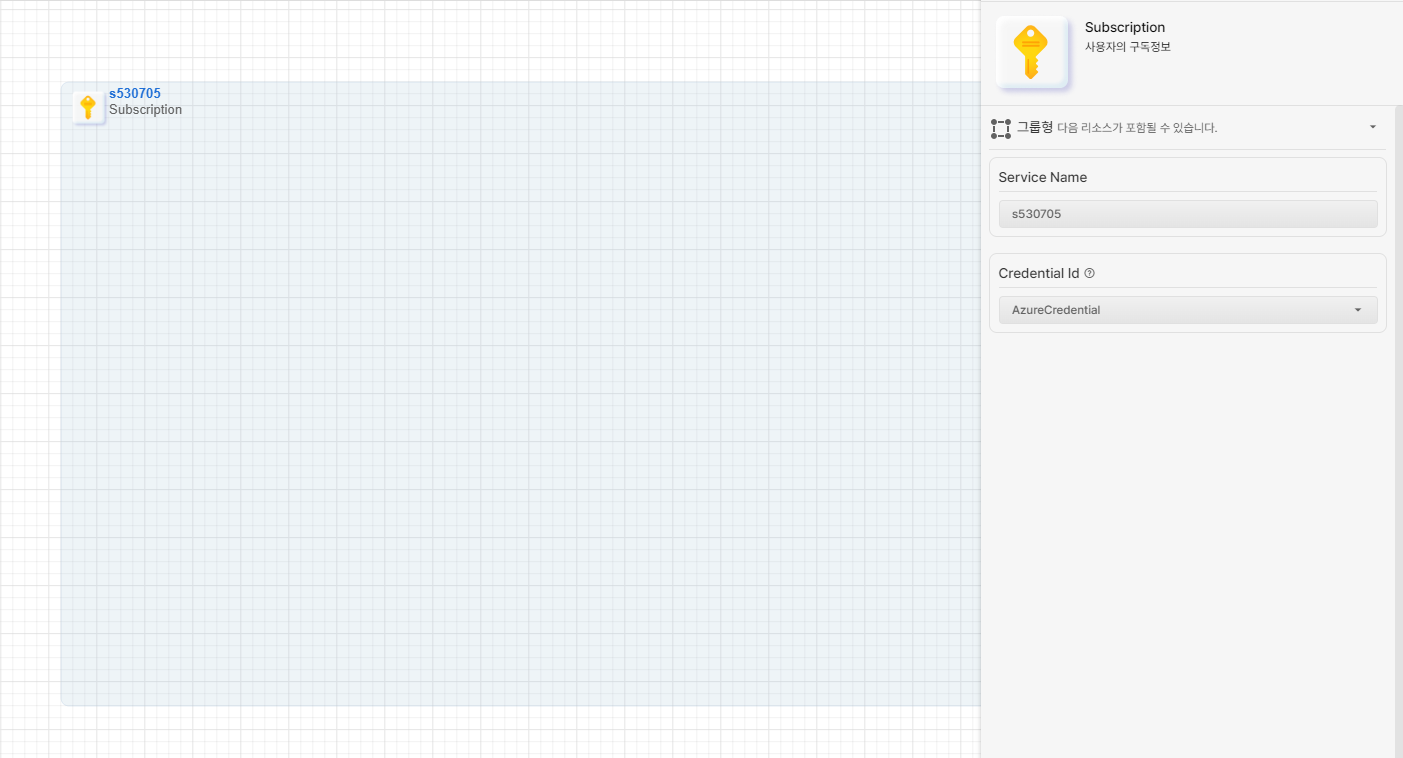 s530705
Subscription
Subscription
사용자의 구독정보
그룹형 다음 리소스가 포함될 수 있습니다.
Service Name
s530705
Credential Id
AzureCredential